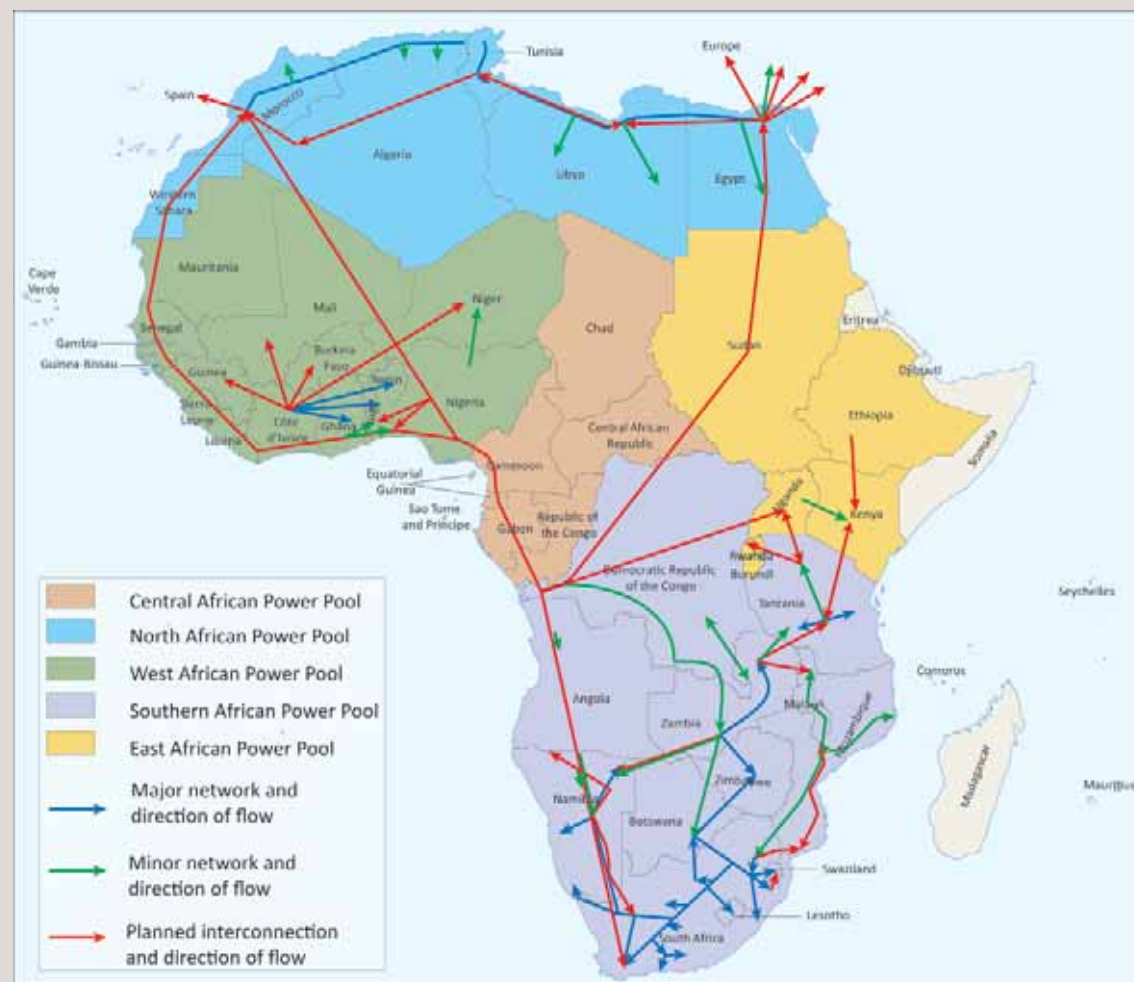 Europe
Tunisia
Spain
Morocco
Algeria
Libya
Egypt
Western
Sahara
Cape
Verde
Mauritania
Mali
Niger
Chad
Sudan
Eritrea
Djibouti
Senegal
Gambia
Guinea-Bissau
Guinea
Burkina
Faso
Benin
Nigeria
Sierra
Leone
Liberia
Côte
d'Ivoire
Ghana
Ethiopia
Somalia
Central African
Republic
Cameroon
Equatorial
Guinea
Sao Tome
and Principe
Gabon
Republic of
the Congo
Uganda
Kenya
Rwanda
Burundi
Democratic Republic
of the Congo
Tanzania
Seychelles
Comoros
Angola
Zambia
Malawi
Mozambique
Madagascar
Mauritius
Zimbabwe
Namibia
Botswana
Swaziland
Lesotho
South Africa
Central African Power Pool
North African Power Pool
West African Power Pool
Southern African Power Pool
East African Power Pool
Major network and
direction of flow
Minor network and
direction of flow
Planned interconnection
and direction of flow